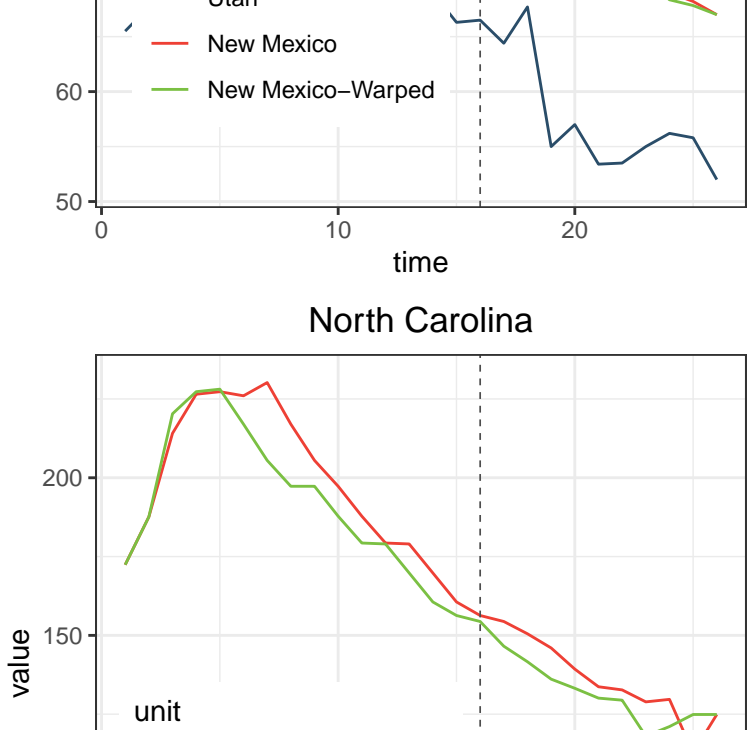 Utah
New Mexico
New Mexico–Warped
60
50
0 10 20
time
North Carolina
200
150
value
unit